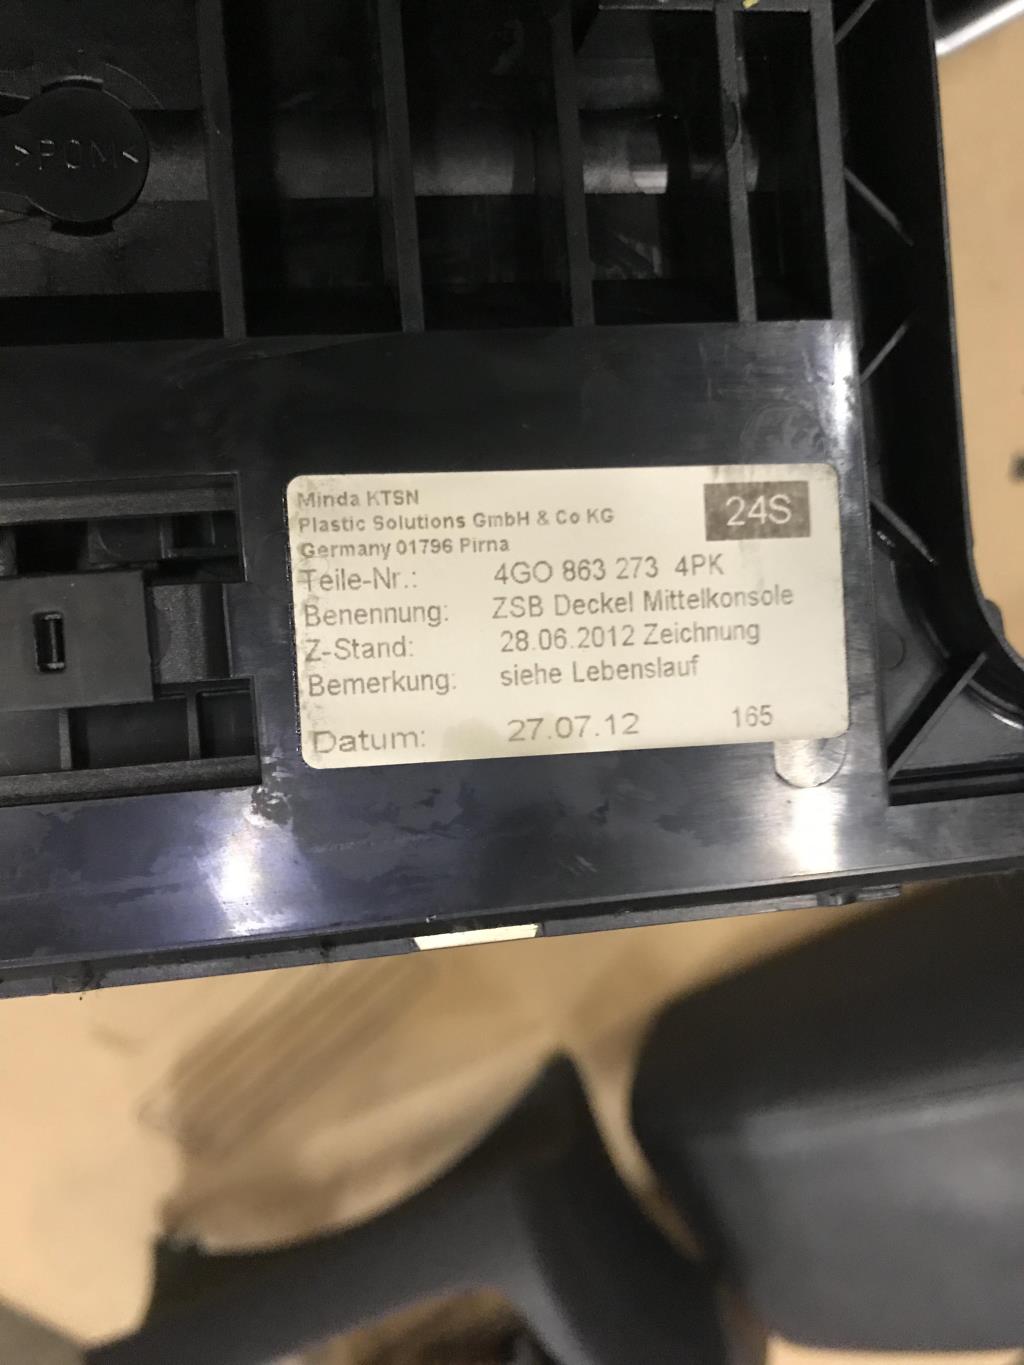 >POM<
Minda KTSN
Plastic Solutions GmbH & Co KG
Germany 01796 Pirna
24S
Teile-Nr.: 4GO 863 273 4PK
Benennung: ZSB Deckel Mittelkonsole
Z-Stand: 28.06.2012 Zeichnung
Bemerkung: siehe Lebenslauf
Datum: 27.07.12 165